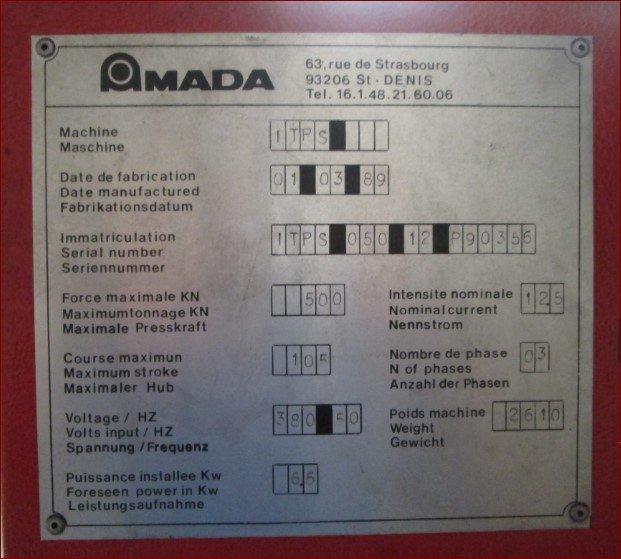 AMADA
63, rue de Strasbourg
93206 St - DENIS
Tel. 16.1.48.21.60.06
Machine
Maschine
ITPS
Date de fabrication
Date manufactured
Fabrikationsdatum
01 03 89
Immatriculation
Serial number
Seriennummer
ITPS 050 12 P90356
Force maximale KN
Maximumtonnage KN
Maximale Presskraft
500
Intensite nominale
Nominal current
Nennstrom
12.5
Course maximun
Maximum stroke
Maximaler Hub
105
Nombre de phase
N of phases
Anzahl der Phasen
03
Voltage / HZ
Volts input / HZ
Spannung / Frequenz
380 50
Poids machine
Weight
Gewicht
2610
Puissance installee Kw
Foreseen power in Kw
Leistungsaufnahme
6.5